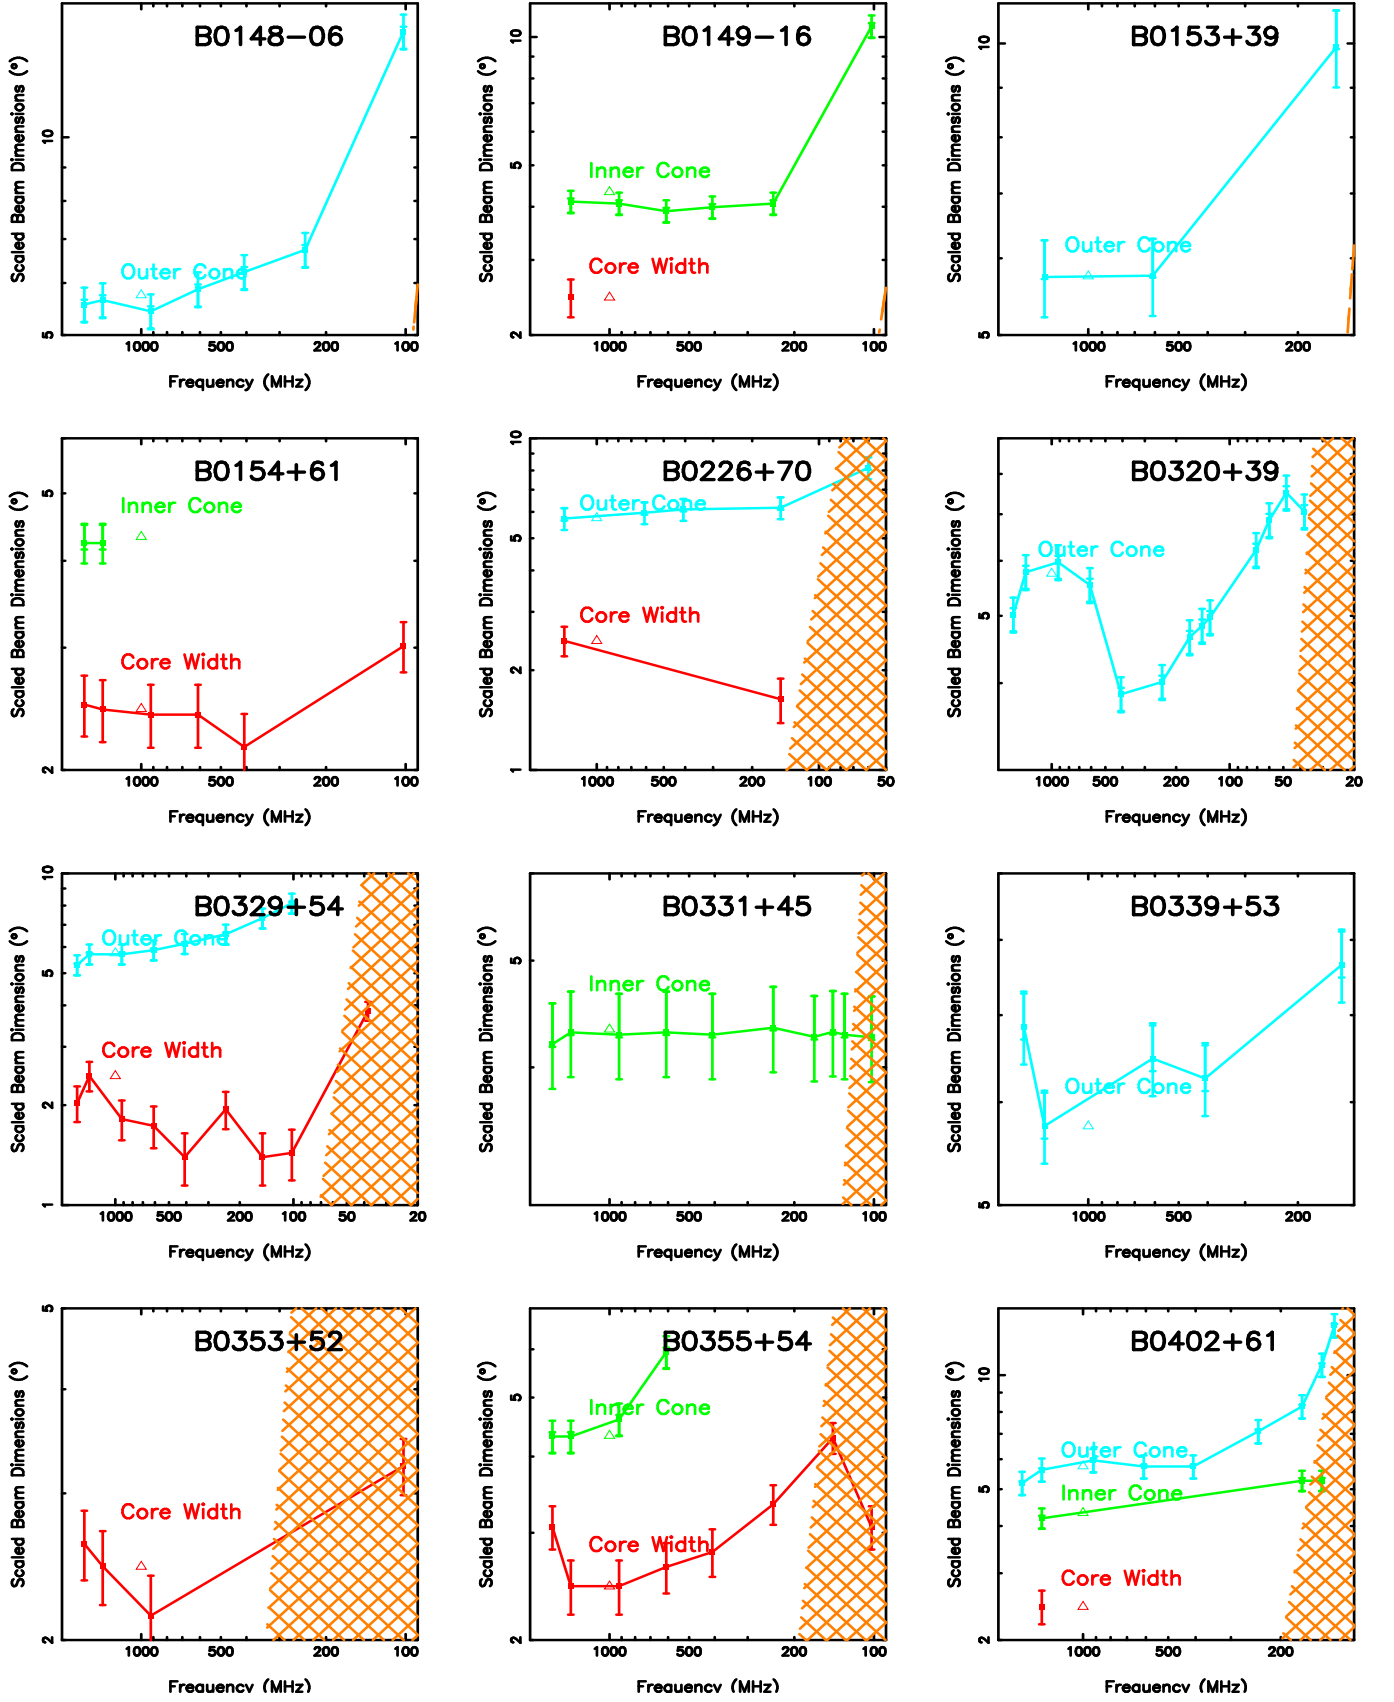 B0148−06
Scaled Beam Dimensions (°)
10
5
Outer Cone
1000 500 200 100
Frequency (MHz)
B0149−16
Scaled Beam Dimensions (°)
10
5
2
Inner Cone
Core Width
1000 500 200 100
Frequency (MHz)
B0153+39
Scaled Beam Dimensions (°)
10
5
Outer Cone
1000 500 200
Frequency (MHz)
B0154+61
Scaled Beam Dimensions (°)
5
2
Inner Cone
Core Width
1000 500 200 100
Frequency (MHz)
B0226+70
Scaled Beam Dimensions (°)
10
5
2
1
Outer Cone
Core Width
1000 500 200 100 50
Frequency (MHz)
B0320+39
Scaled Beam Dimensions (°)
5
Outer Cone
1000 500 200 100 50 20
Frequency (MHz)
B0329+54
Scaled Beam Dimensions (°)
10
5
2
1
Outer Cone
Core Width
1000 500 200 100 50 20
Frequency (MHz)
B0331+45
Scaled Beam Dimensions (°)
5
Inner Cone
1000 500 200 100
Frequency (MHz)
B0339+53
Scaled Beam Dimensions (°)
5
Outer Cone
1000 500 200
Frequency (MHz)
B0353+52
Scaled Beam Dimensions (°)
5
2
Core Width
1000 500 200 100
Frequency (MHz)
B0355+54
Scaled Beam Dimensions (°)
5
2
Inner Cone
Core Width
1000 500 200 100
Frequency (MHz)
B0402+61
Scaled Beam Dimensions (°)
10
5
2
Outer Cone
Inner Cone
Core Width
1000 500 200
Frequency (MHz)